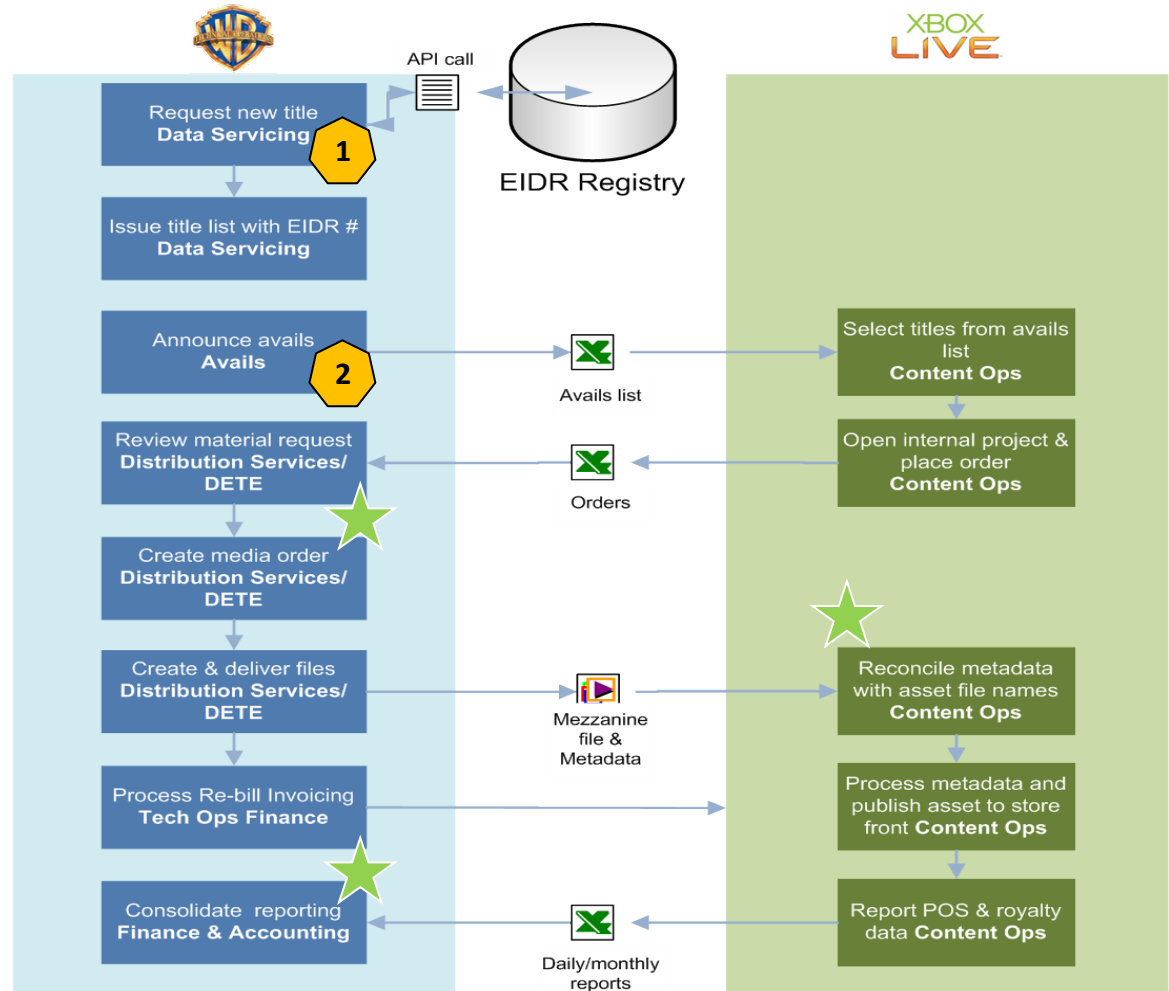 WB
XBOX
LIVE
API call
Request new title
Data Servicing
1
EIDR Registry
Issue title list with EIDR #
Data Servicing
Announce avails
Avails
2
Avails list
Select titles from avails
list
Content Ops
Review material request
Distribution Services/
DETE
Orders
Open internal project &
place order
Content Ops
Create media order
Distribution Services/
DETE
Create & deliver files
Distribution Services/
DETE
Mezzanine
file &
Metadata
Reconcile metadata
with asset file names
Content Ops
Process Re-bill Invoicing
Tech Ops Finance
Process metadata and
publish asset to store
front Content Ops
Consolidate reporting
Finance & Accounting
Daily/monthly
reports
Report POS & royalty
data Content Ops